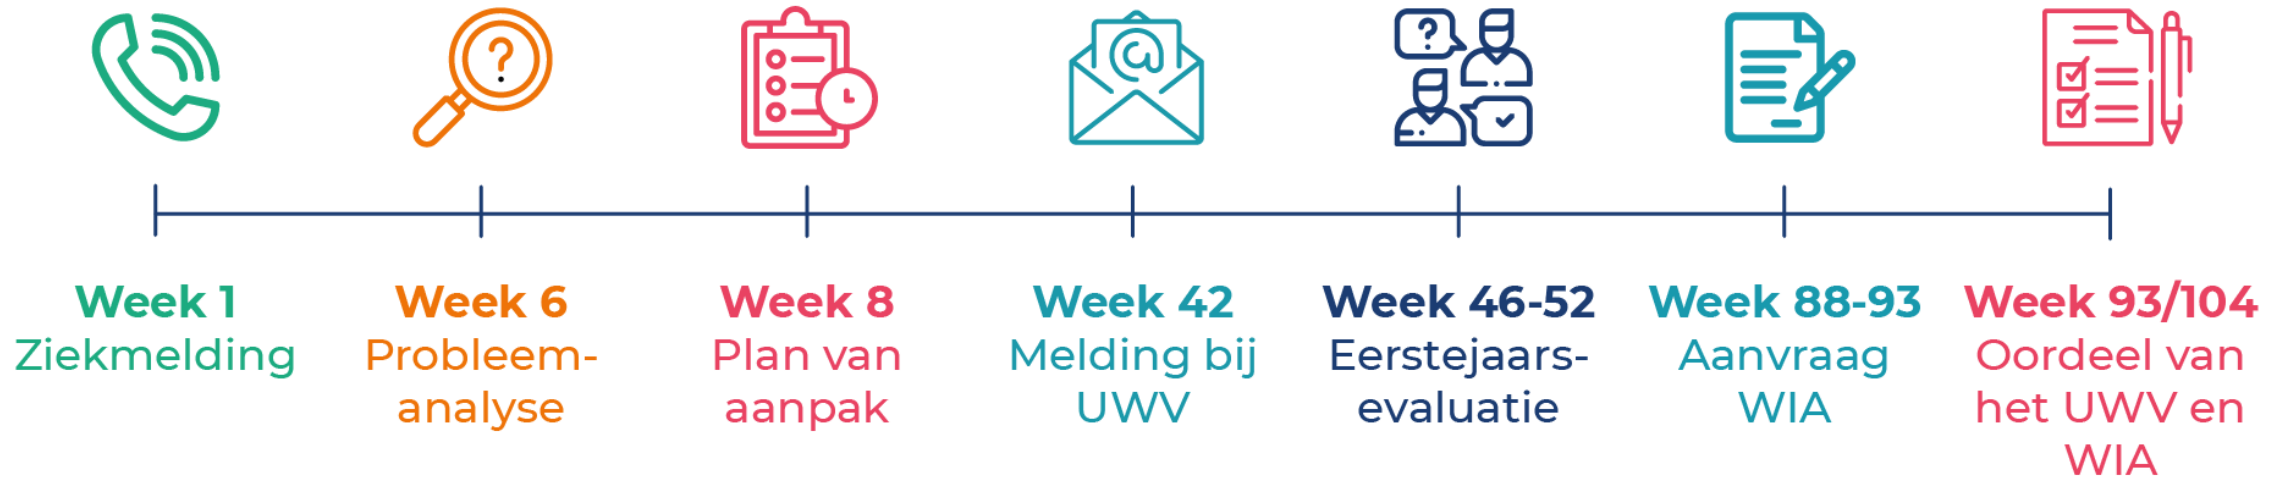 ?
@
?
Week 1
Ziekmelding
Week 6
Probleem-
analyse
Week 8
Plan van
aanpak
Week 42
Melding bij
UWV
Week 46-52
Eerstejaars-
evaluatie
Week 88-93
Aanvraag
WIA
Week 93/104
Oordeel van
het UWV en
WIA